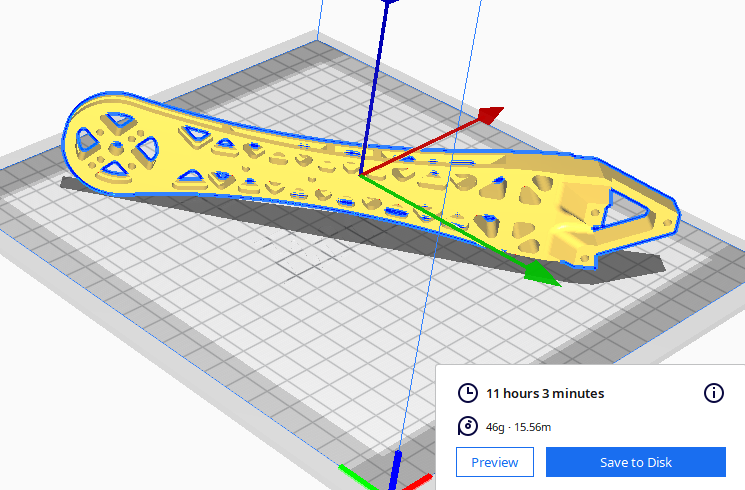 11 hours 3 minutes
46g · 15.56m
Preview
Save to Disk